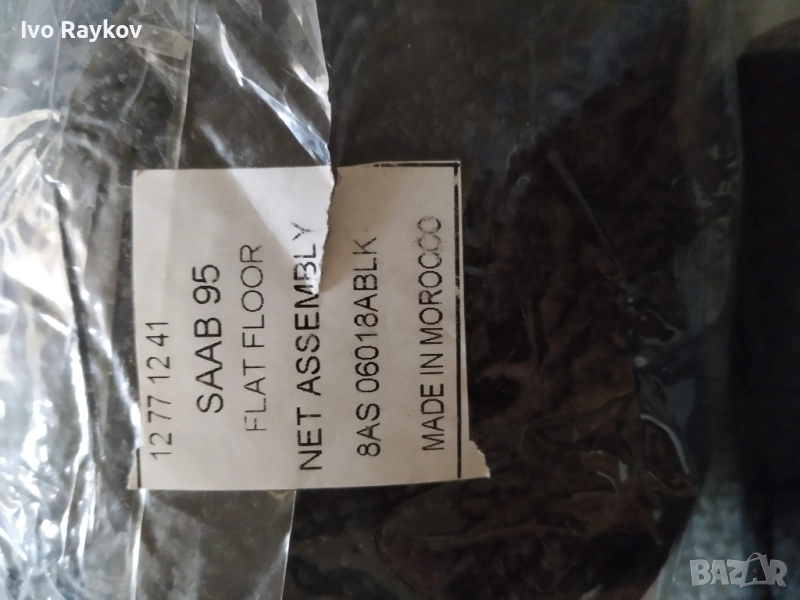 Ivo Raykov
12 77 12 41
SAAB 95
FLAT FLOOR
NET ASSEMBLY
8AS 06018ABLK
MADE IN MOROCCO
BAZAR